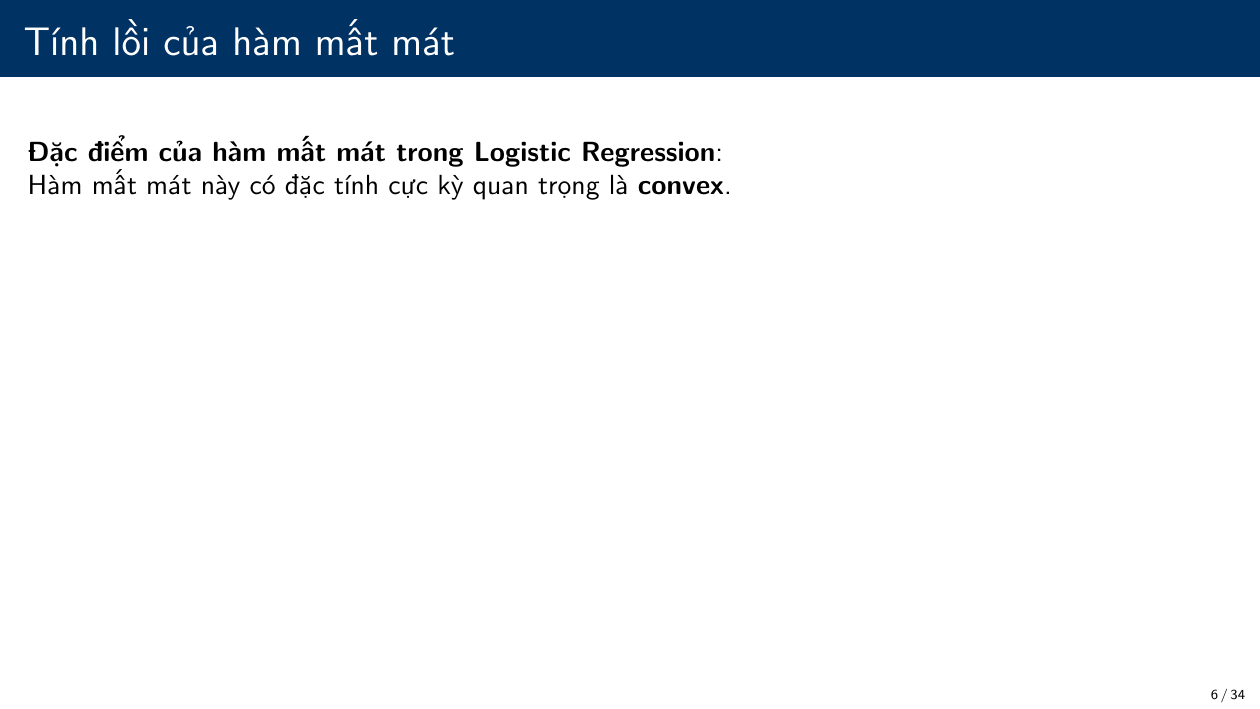 Tính lồi của hàm mất mát
Đặc điểm của hàm mất mát trong Logistic Regression:
Hàm mất mát này có đặc tính cực kỳ quan trọng là convex.
6 / 34